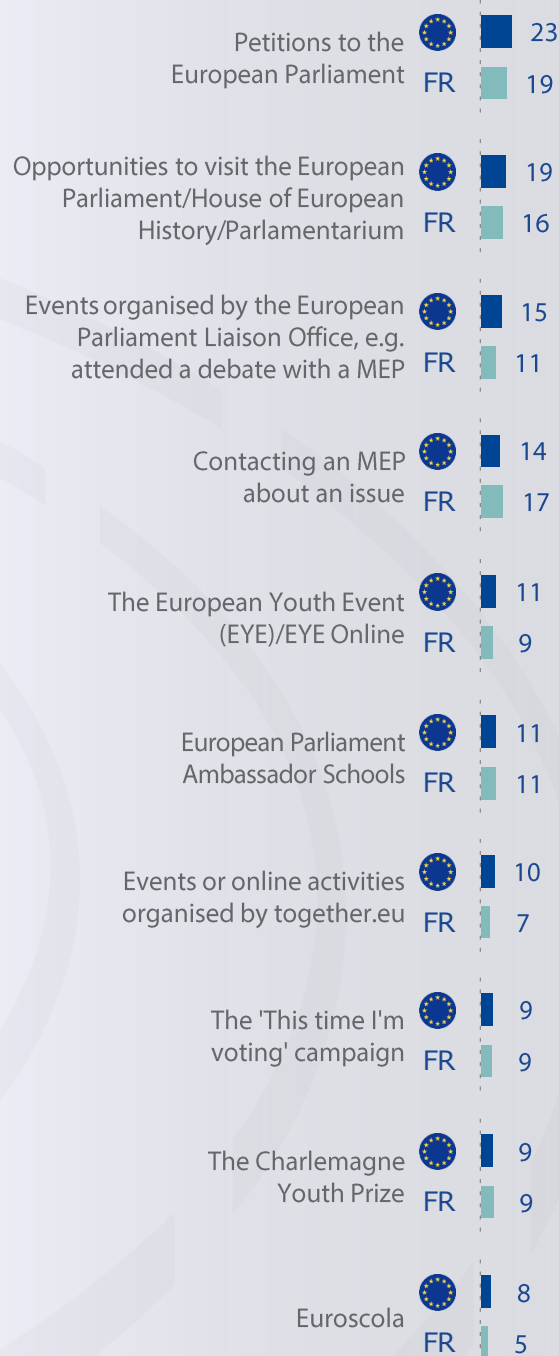 Petitions to the
European Parliament
23
FR 19
Opportunities to visit the European
Parliament/House of European
History/Parlamentarium
19
FR 16
Events organised by the European
Parliament Liaison Office, e.g.
attended a debate with a MEP
15
FR 11
Contacting an MEP
about an issue
14
FR 17
The European Youth Event
(EYE)/EYE Online
11
FR 9
European Parliament
Ambassador Schools
11
FR 11
Events or online activities
organised by together.eu
10
FR 7
The 'This time I'm
voting' campaign
9
FR 9
The Charlemagne
Youth Prize
9
FR 9
Euroscola
8
FR 5